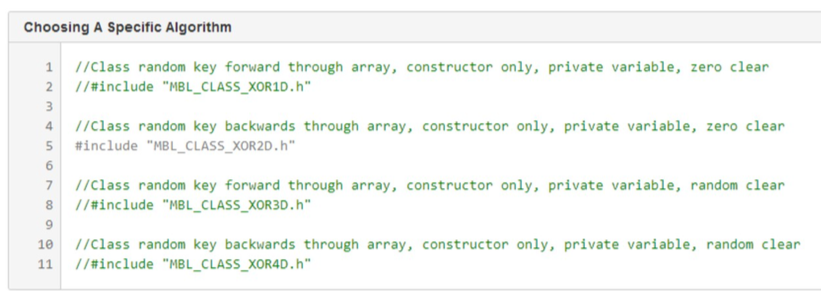 Choosing A Specific Algorithm
1 //Class random key forward through array, constructor only, private variable, zero clear
2 //#include "MBL_CLASS_XOR1D.h"
3
4 //Class random key backwards through array, constructor only, private variable, zero clear
5 #include "MBL_CLASS_XOR2D.h"
6
7 //Class random key forward through array, constructor only, private variable, random clear
8 //#include "MBL_CLASS_XOR3D.h"
9
10 //Class random key backwards through array, constructor only, private variable, random clear
11 //#include "MBL_CLASS_XOR4D.h"